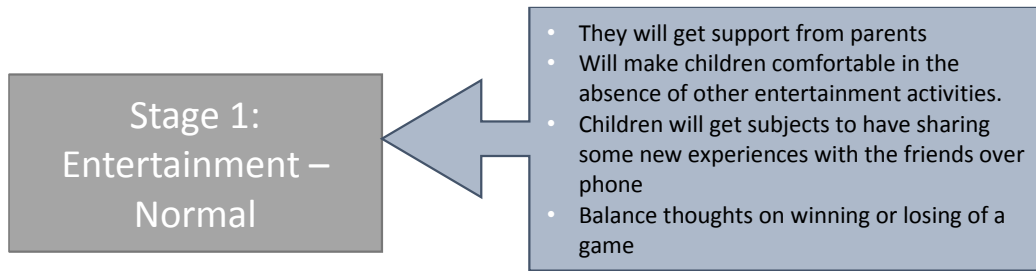 Stage 1:
Entertainment –
Normal
• They will get support from parents
• Will make children comfortable in the
absence of other entertainment activities.
• Children will get subjects to have sharing
some new experiences with the friends over
phone
• Balance thoughts on winning or losing of a
game